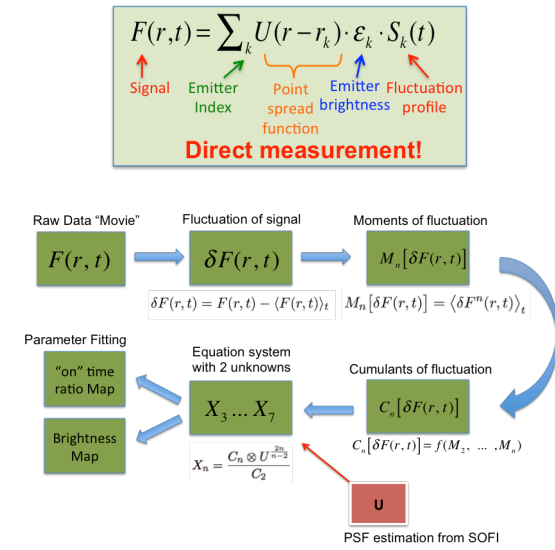 F(r,t) = ∑_k U(r−r_k)·ε_k·S_k(t)
Signal
Emitter
Index
Point
spread
function
Emitter
brightness
Fluctuation
profile
Direct measurement!
Raw Data “Movie”
Fluctuation of signal
Moments of fluctuation
F(r,t)
δF(r,t)
M_n[δF(r,t)]
δF(r,t) = F(r,t) − ⟨F(r,t)⟩_t
M_n[δF(r,t)] = ⟨δF^n(r,t)⟩_t
Parameter Fitting
Equation system
with 2 unknowns
Cumulants of fluctuation
“on” time
ratio Map
Brightness
Map
X_3 ... X_7
C_n[δF(r,t)]
X_n = (C_n ⊗ U^(2n/(n−2))) / C_2
C_n[δF(r,t)] = f(M_2, ... ,M_n)
U
PSF estimation from SOFI